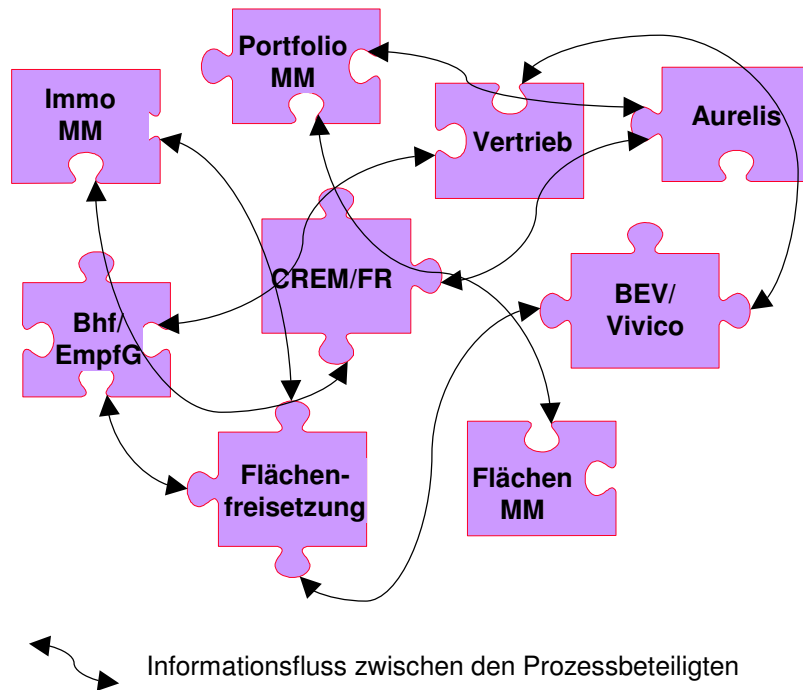 Portfolio
MM
Immo
MM
Vertrieb
Aurelis
CREM/FR
BEV/
Vivico
Bhf/
EmpfG
Flächen-
freisetzung
Flächen
MM
Informationsfluss zwischen den Prozessbeteiligten